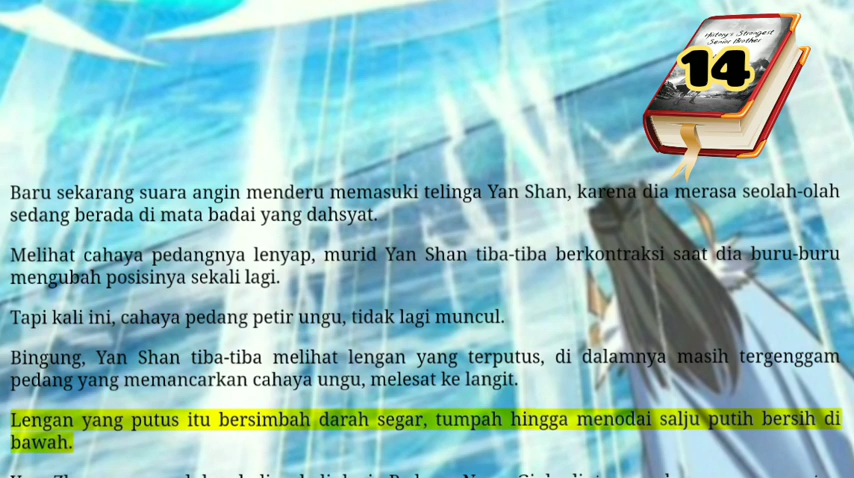 History's Strongest
Senior Brother
14
Baru sekarang suara angin menderu memasuki telinga Yan Shan, karena dia merasa seolah-olah
sedang berada di mata badai yang dahsyat.
Melihat cahaya pedangnya lenyap, murid Yan Shan tiba-tiba berkontraksi saat dia buru-buru
mengubah posisinya sekali lagi.
Tapi kali ini, cahaya pedang petir ungu, tidak lagi muncul.
Bingung, Yan Shan tiba-tiba melihat lengan yang terputus, di dalamnya masih tergenggam
pedang yang memancarkan cahaya ungu, melesat ke langit.
Lengan yang putus itu bersimbah darah segar, tumpah hingga menodai salju putih bersih di
bawah.